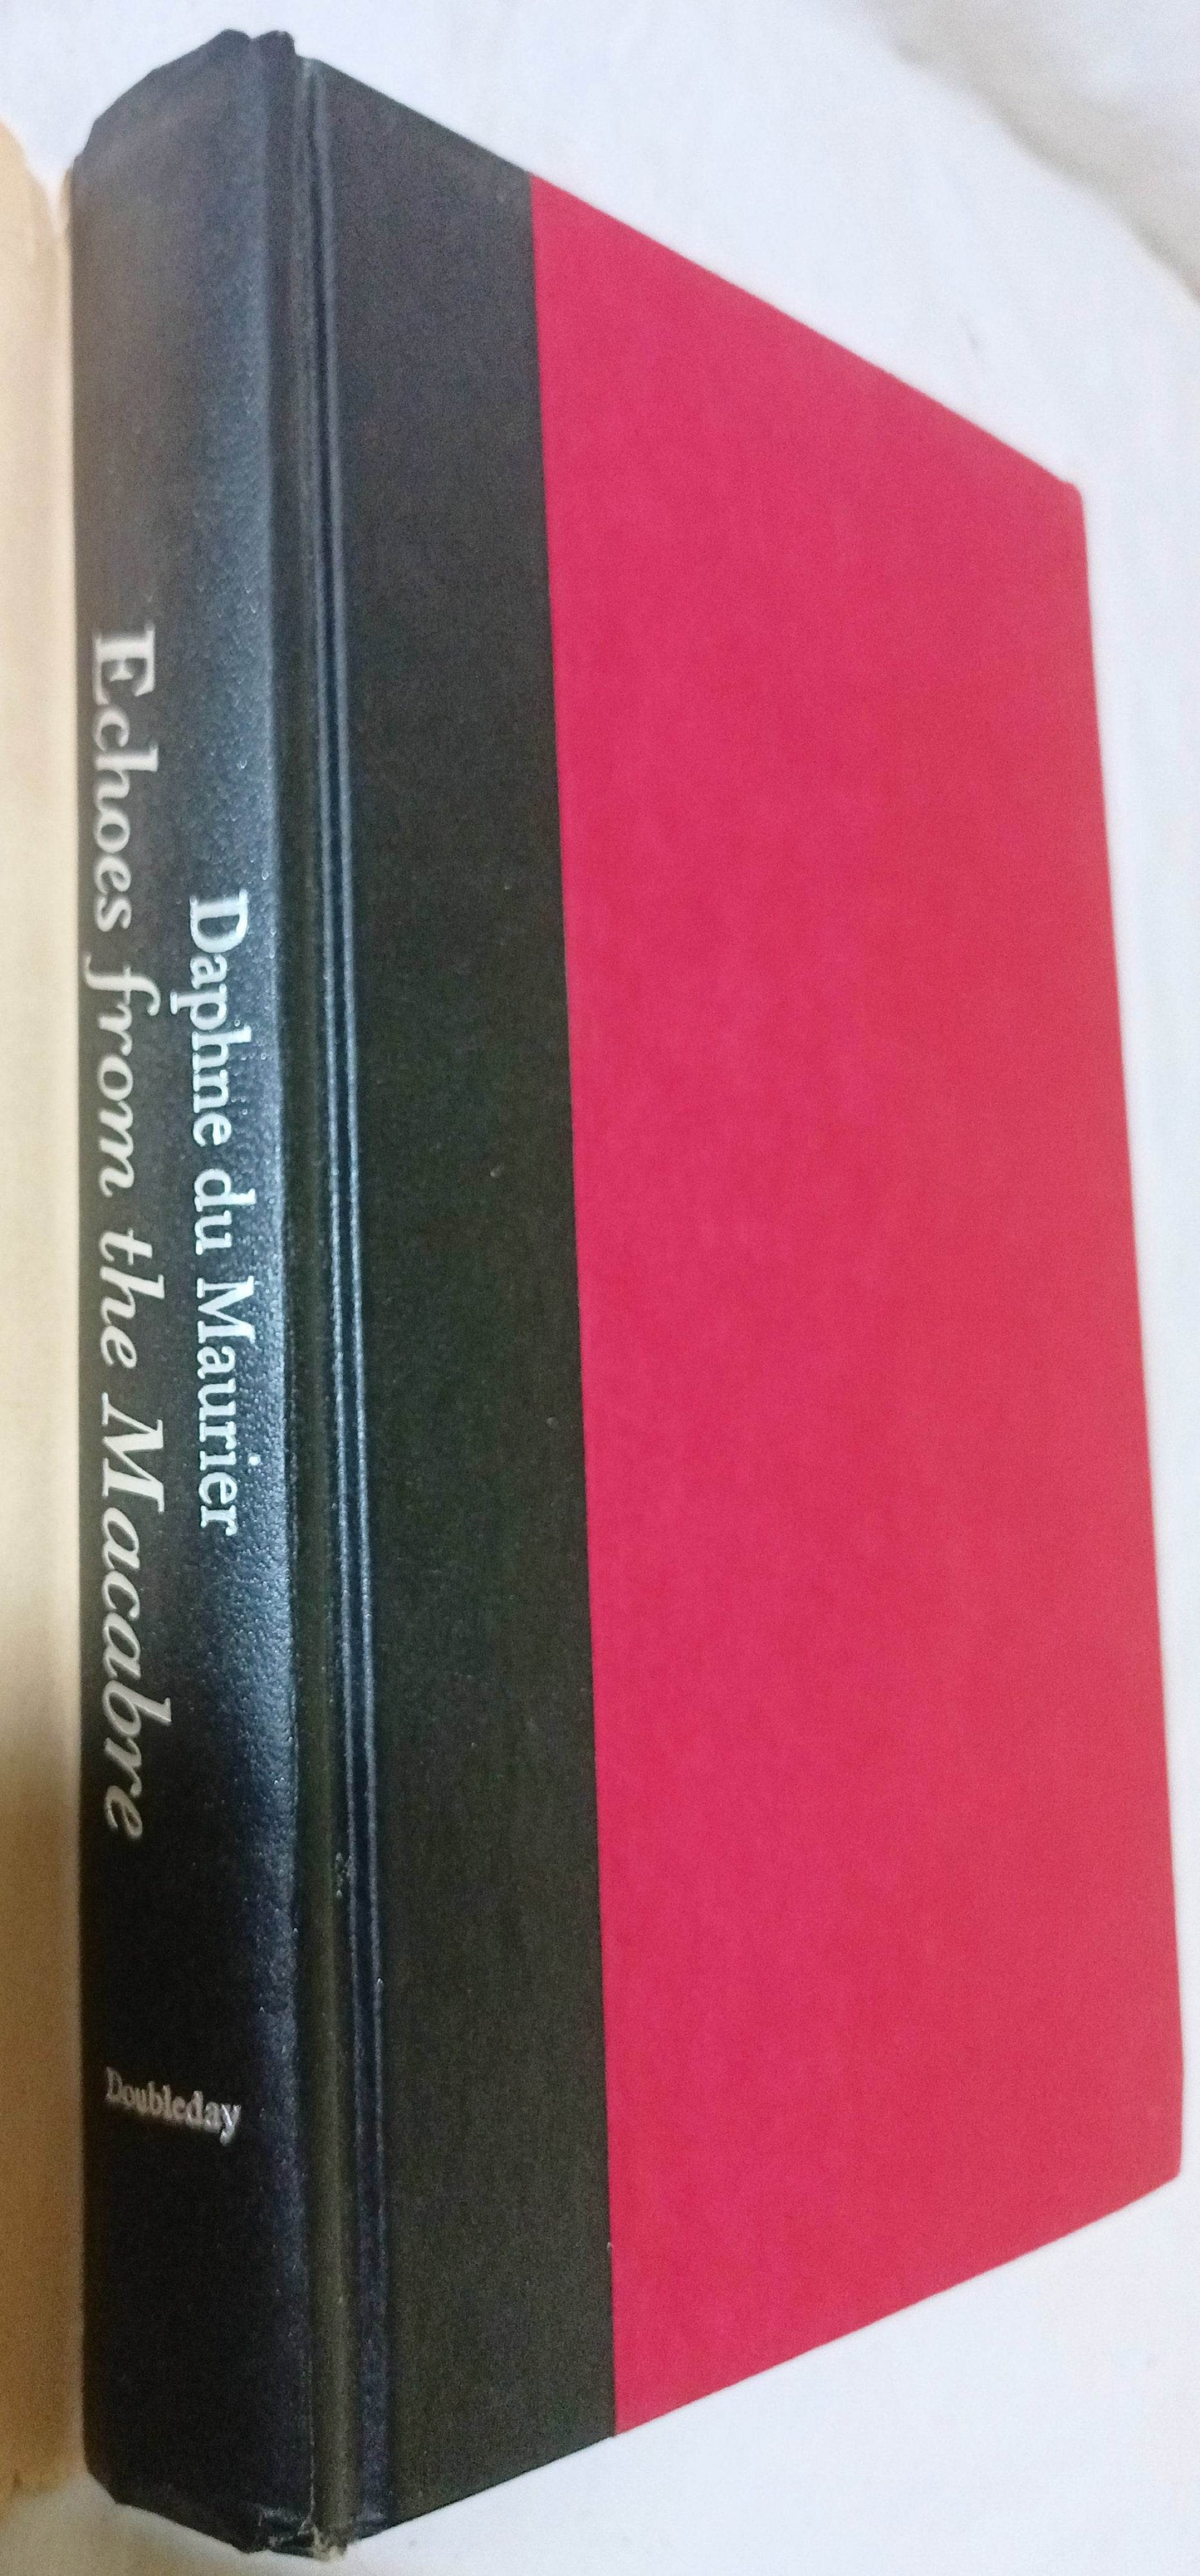 Daphne du Maurier
Echoes from the Macabre
Doubleday